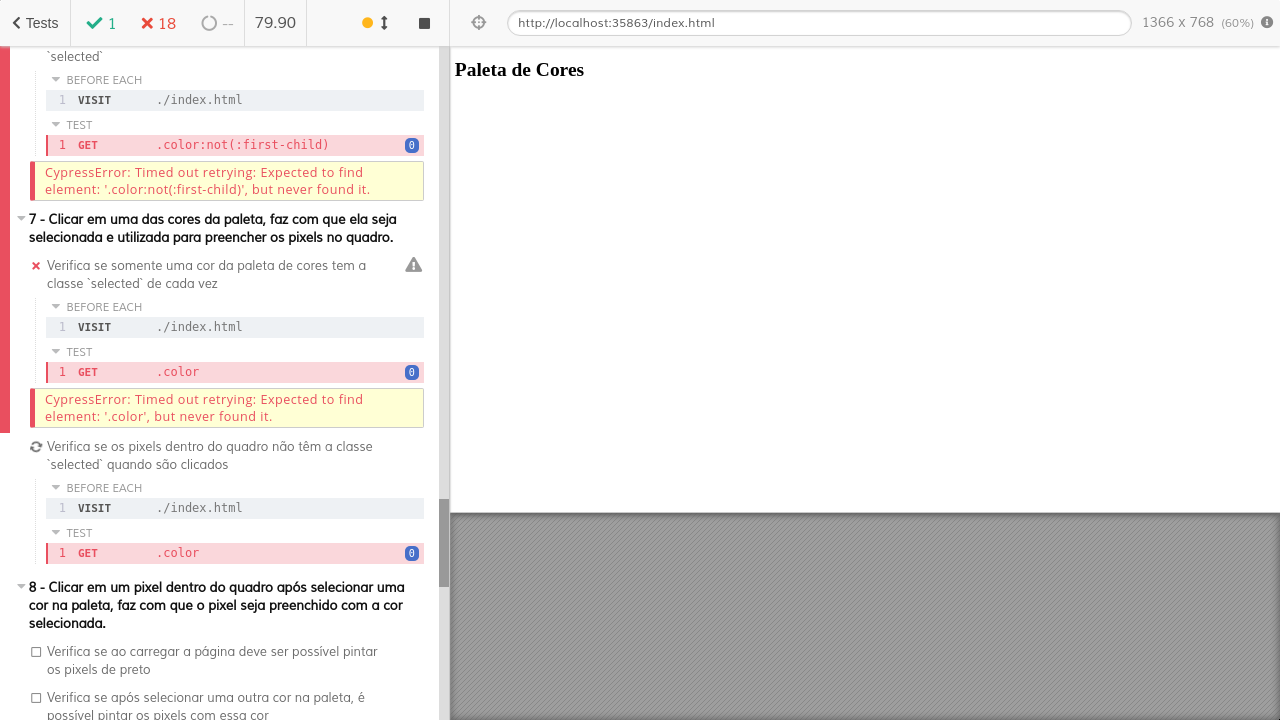 Tests
1
18
--
79.90
http://localhost:35863/index.html
1366 x 768 (60%)
`selected`
BEFORE EACH
1 VISIT ./index.html
TEST
1 GET .color:not(:first-child) 0
CypressError: Timed out retrying: Expected to find
element: '.color:not(:first-child)', but never found it.
7 - Clicar em uma das cores da paleta, faz com que ela seja
selecionada e utilizada para preencher os pixels no quadro.
Verifica se somente uma cor da paleta de cores tem a
classe `selected` de cada vez
BEFORE EACH
1 VISIT ./index.html
TEST
1 GET .color 0
CypressError: Timed out retrying: Expected to find
element: '.color', but never found it.
Verifica se os pixels dentro do quadro não têm a classe
`selected` quando são clicados
BEFORE EACH
1 VISIT ./index.html
TEST
1 GET .color 0
8 - Clicar em um pixel dentro do quadro após selecionar uma
cor na paleta, faz com que o pixel seja preenchido com a cor
selecionada.
Verifica se ao carregar a página deve ser possível pintar
os pixels de preto
Verifica se após selecionar uma outra cor na paleta, é
possível pintar os pixels com essa cor
Paleta de Cores